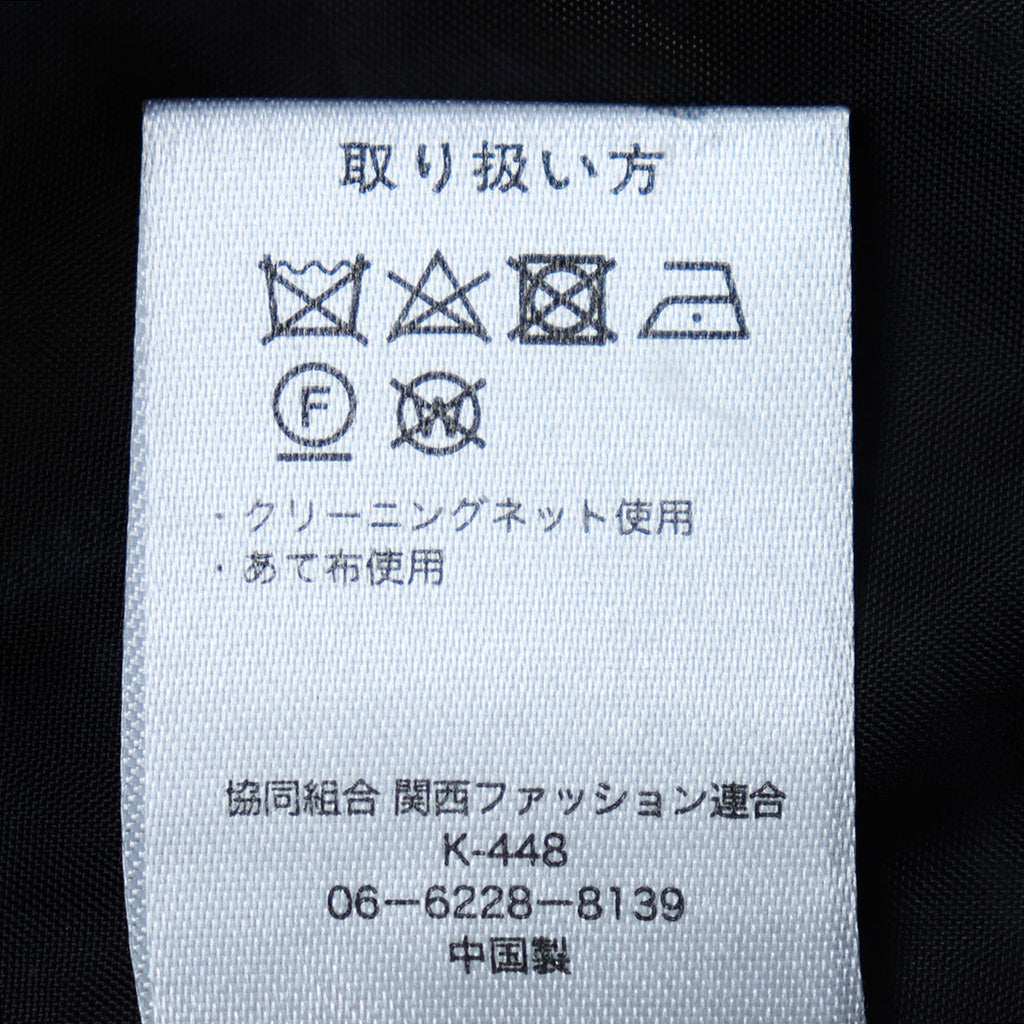 取り扱い方
F W
・クリーニングネット使用
・あて布使用
協同組合 関西ファッション連合
K-448
06-6228-8139
中国製